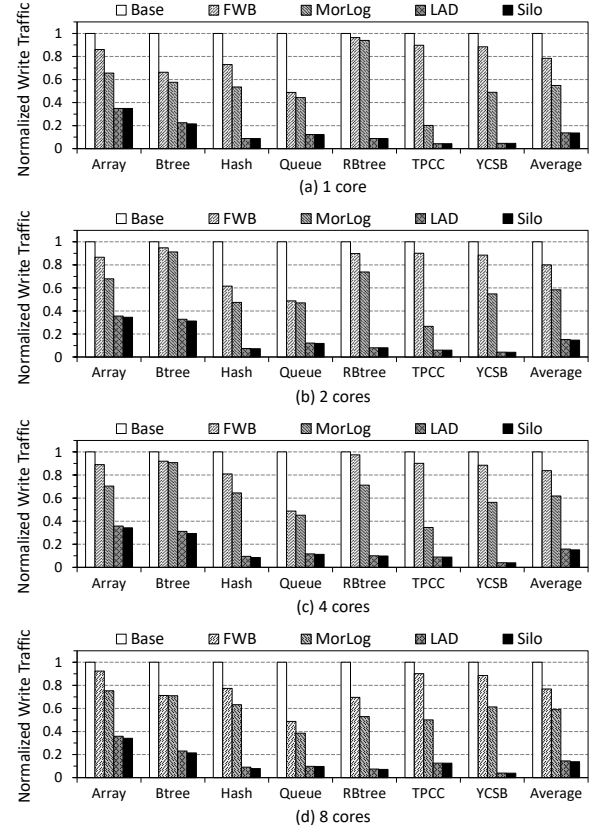 Base FWB MorLog LAD Silo
Normalized Write Traffic
1
0.8
0.6
0.4
0.2
0
Array Btree Hash Queue RBtree TPCC YCSB Average
(a) 1 core
Base FWB MorLog LAD Silo
Normalized Write Traffic
1
0.8
0.6
0.4
0.2
0
Array Btree Hash Queue RBtree TPCC YCSB Average
(b) 2 cores
Base FWB MorLog LAD Silo
Normalized Write Traffic
1
0.8
0.6
0.4
0.2
0
Array Btree Hash Queue RBtree TPCC YCSB Average
(c) 4 cores
Base FWB MorLog LAD Silo
Normalized Write Traffic
1
0.8
0.6
0.4
0.2
0
Array Btree Hash Queue RBtree TPCC YCSB Average
(d) 8 cores